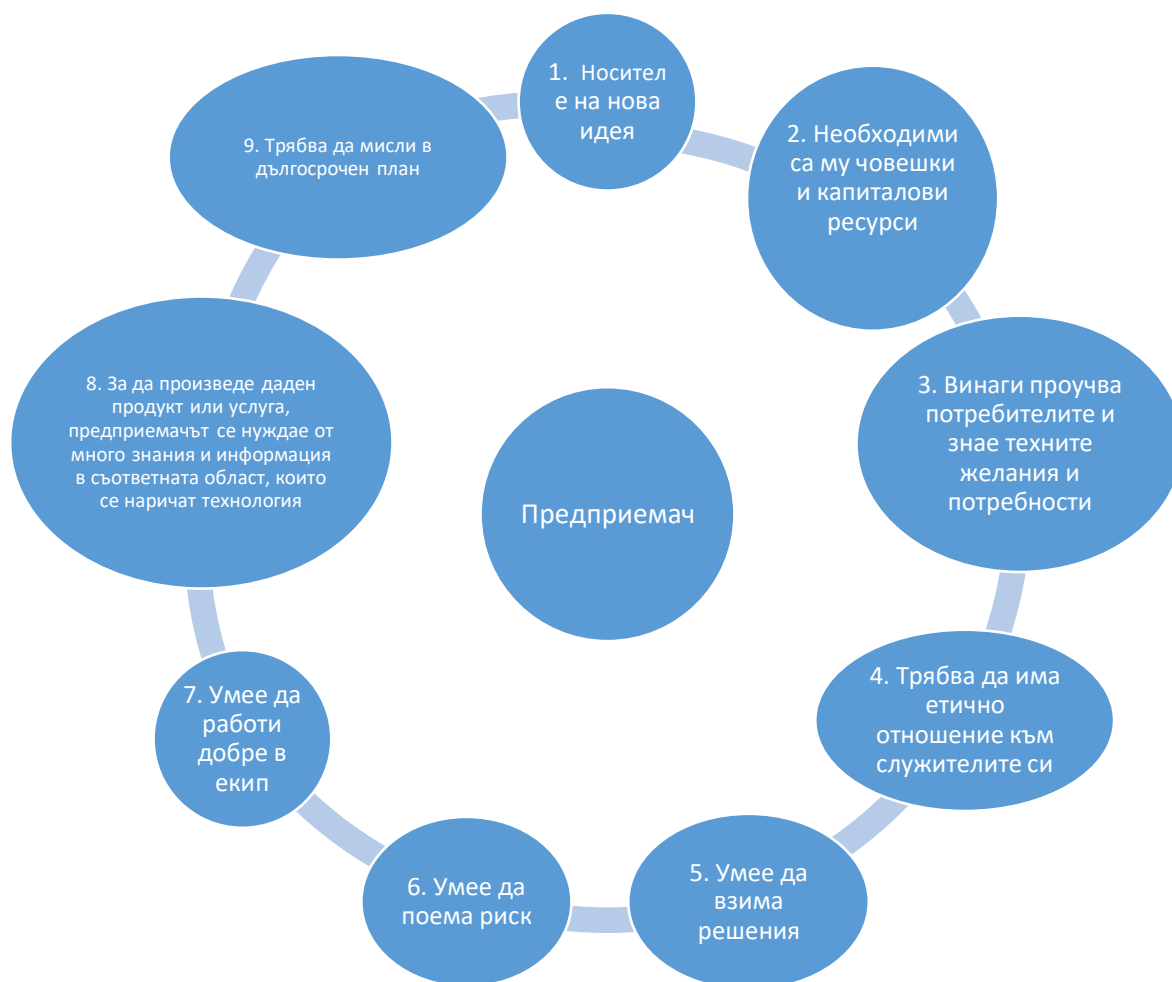 1. Носител
е на нова
идея
2. Необходими
са му човешки
и капиталови
ресурси
3. Винаги проучва
потребителите и
знае техните
желания и
потребности
4. Трябва да има
етично
отношение към
служителите си
5. Умее да
взима
решения
6. Умее да
поема риск
7. Умее да
работи
добре в
екип
8. За да произведе даден
продукт или услуга,
предприемачът се нуждае от
много знания и информация
в съответната област, които
се наричат технология
9. Трябва да мисли в
дългосрочен план
Предприемач